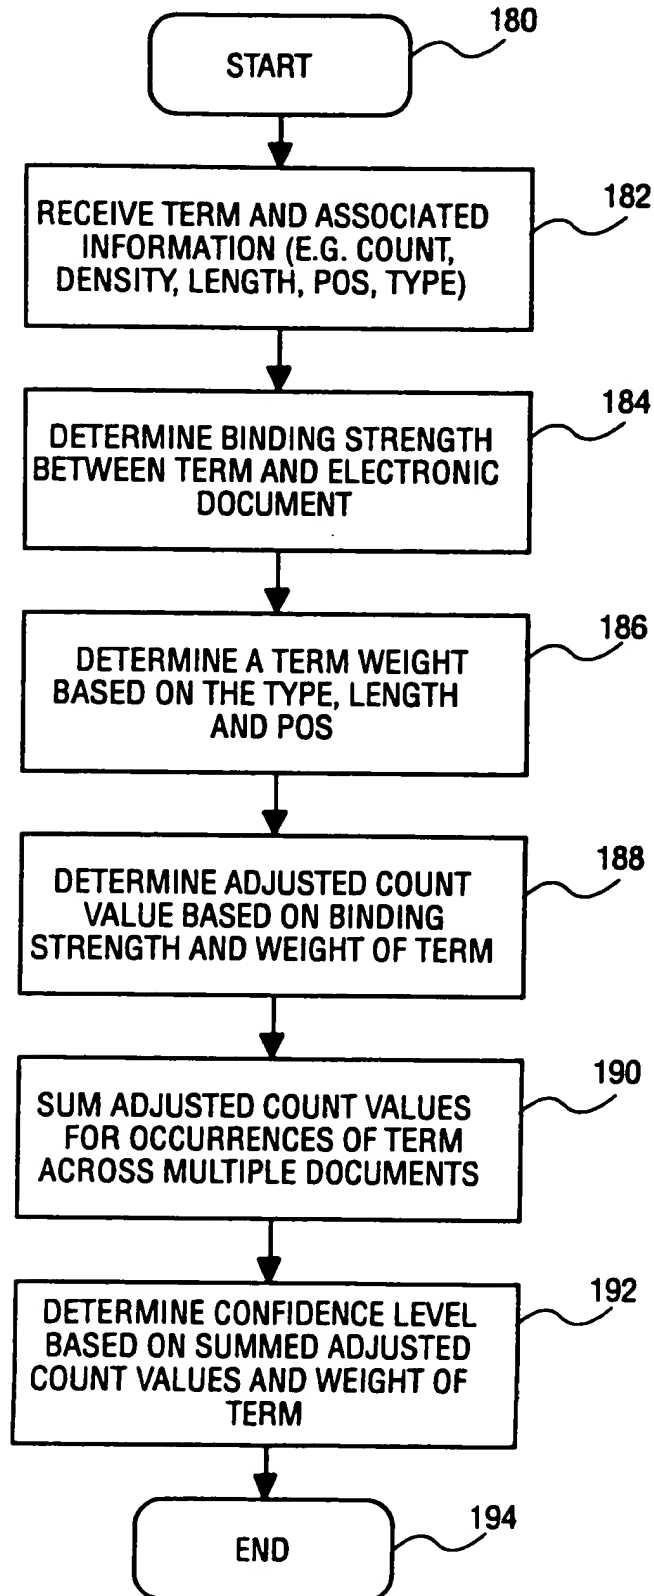 180
START
182
RECEIVE TERM AND ASSOCIATED
INFORMATION (E.G. COUNT,
DENSITY, LENGTH, POS, TYPE)
184
DETERMINE BINDING STRENGTH
BETWEEN TERM AND ELECTRONIC
DOCUMENT
186
DETERMINE A TERM WEIGHT
BASED ON THE TYPE, LENGTH
AND POS
188
DETERMINE ADJUSTED COUNT
VALUE BASED ON BINDING
STRENGTH AND WEIGHT OF TERM
190
SUM ADJUSTED COUNT VALUES
FOR OCCURRENCES OF TERM
ACROSS MULTIPLE DOCUMENTS
192
DETERMINE CONFIDENCE LEVEL
BASED ON SUMMED ADJUSTED
COUNT VALUES AND WEIGHT OF
TERM
194
END